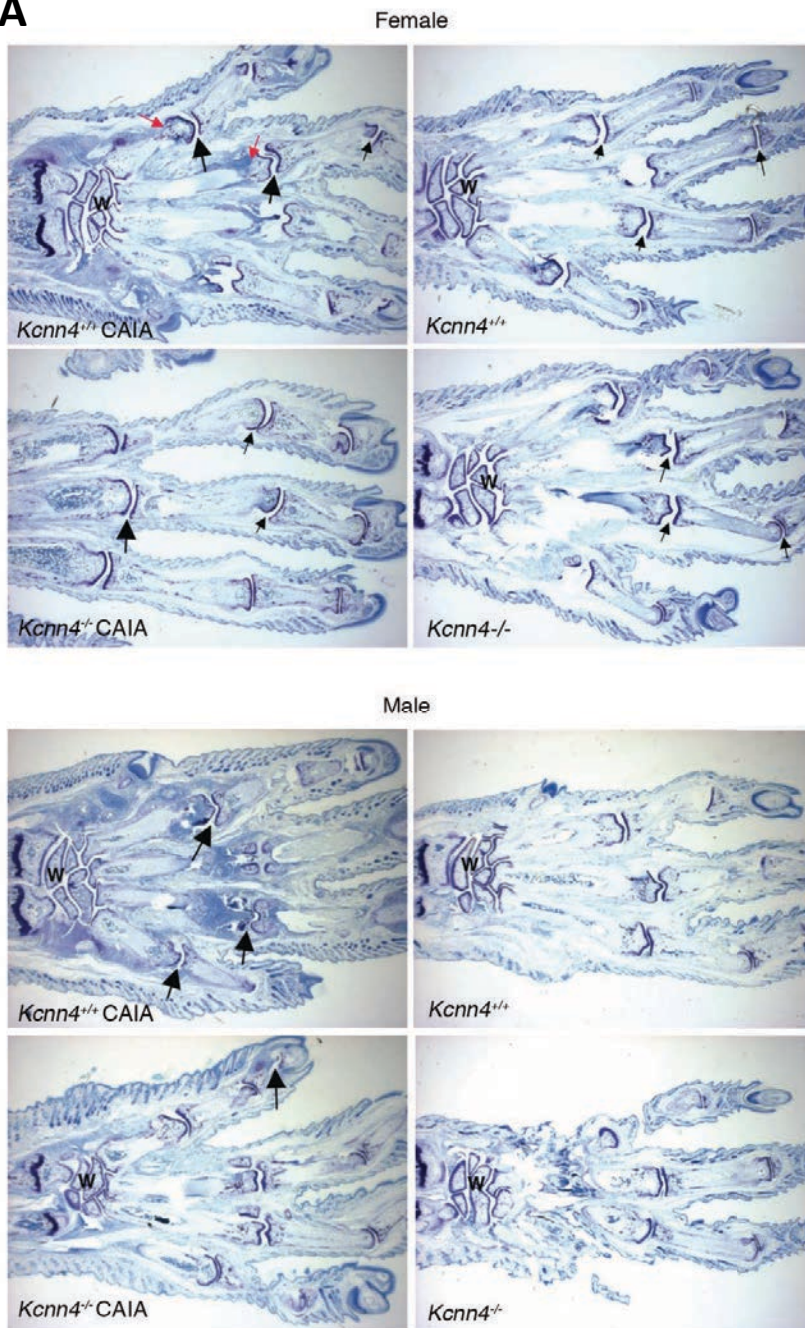 A
Female
W
Kcnn4+/+ CAIA
W
Kcnn4+/+
Kcnn4-/- CAIA
W
Kcnn4-/-
Male
W
Kcnn4+/+ CAIA
W
Kcnn4+/+
W
Kcnn4-/- CAIA
W
Kcnn4-/-